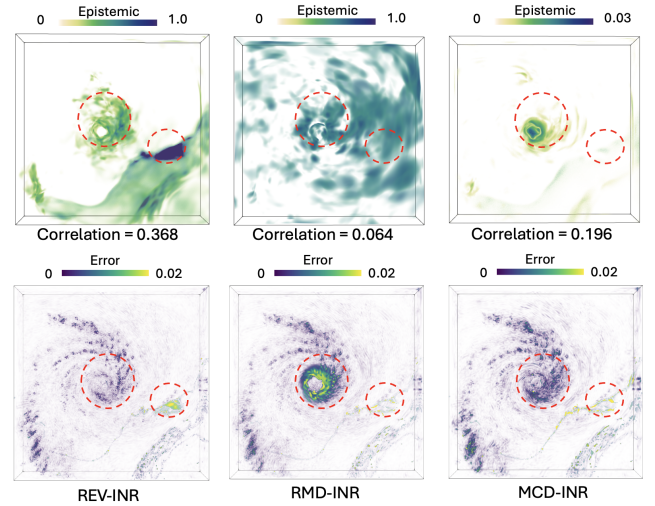 Epistemic
0 1.0
Epistemic
0 1.0
Epistemic
0 0.03
Correlation = 0.368
Correlation = 0.064
Correlation = 0.196
Error
0 0.02
Error
0 0.02
Error
0 0.02
REV-INR
RMD-INR
MCD-INR